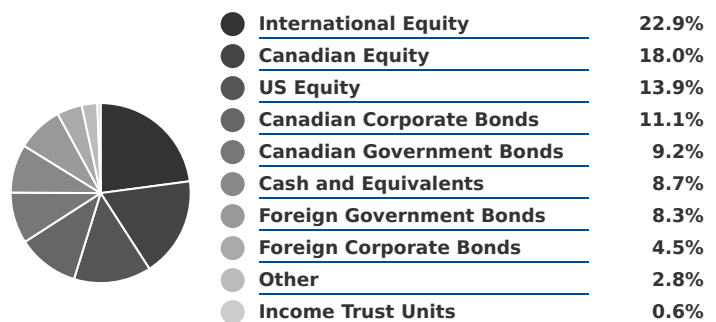 International Equity 22.9%
Canadian Equity 18.0%
US Equity 13.9%
Canadian Corporate Bonds 11.1%
Canadian Government Bonds 9.2%
Cash and Equivalents 8.7%
Foreign Government Bonds 8.3%
Foreign Corporate Bonds 4.5%
Other 2.8%
Income Trust Units 0.6%